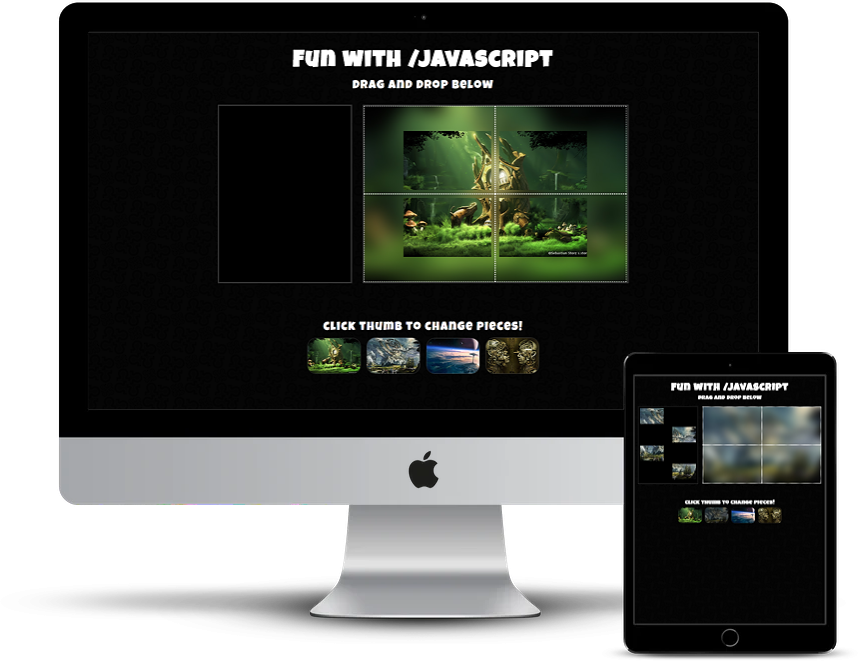 Fun with /JavaScript
Drag and Drop Below
Click Thumb to change pieces!
Fun with /JavaScript
Drag and Drop Below
Click Thumb to change pieces!